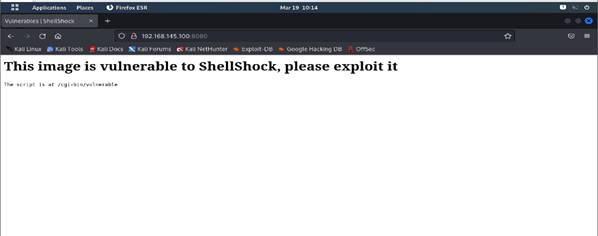 Applications Places Firefox ESR Mar 19 10:14
Vulnerables | ShellShock
192.168.145.100:8080
Kali Linux Kali Tools Kali Docs Kali Forums Kali NetHunter Exploit-DB Google Hacking DB OffSec
This image is vulnerable to ShellShock, please exploit it
The script is at /cgi-bin/vulnerable